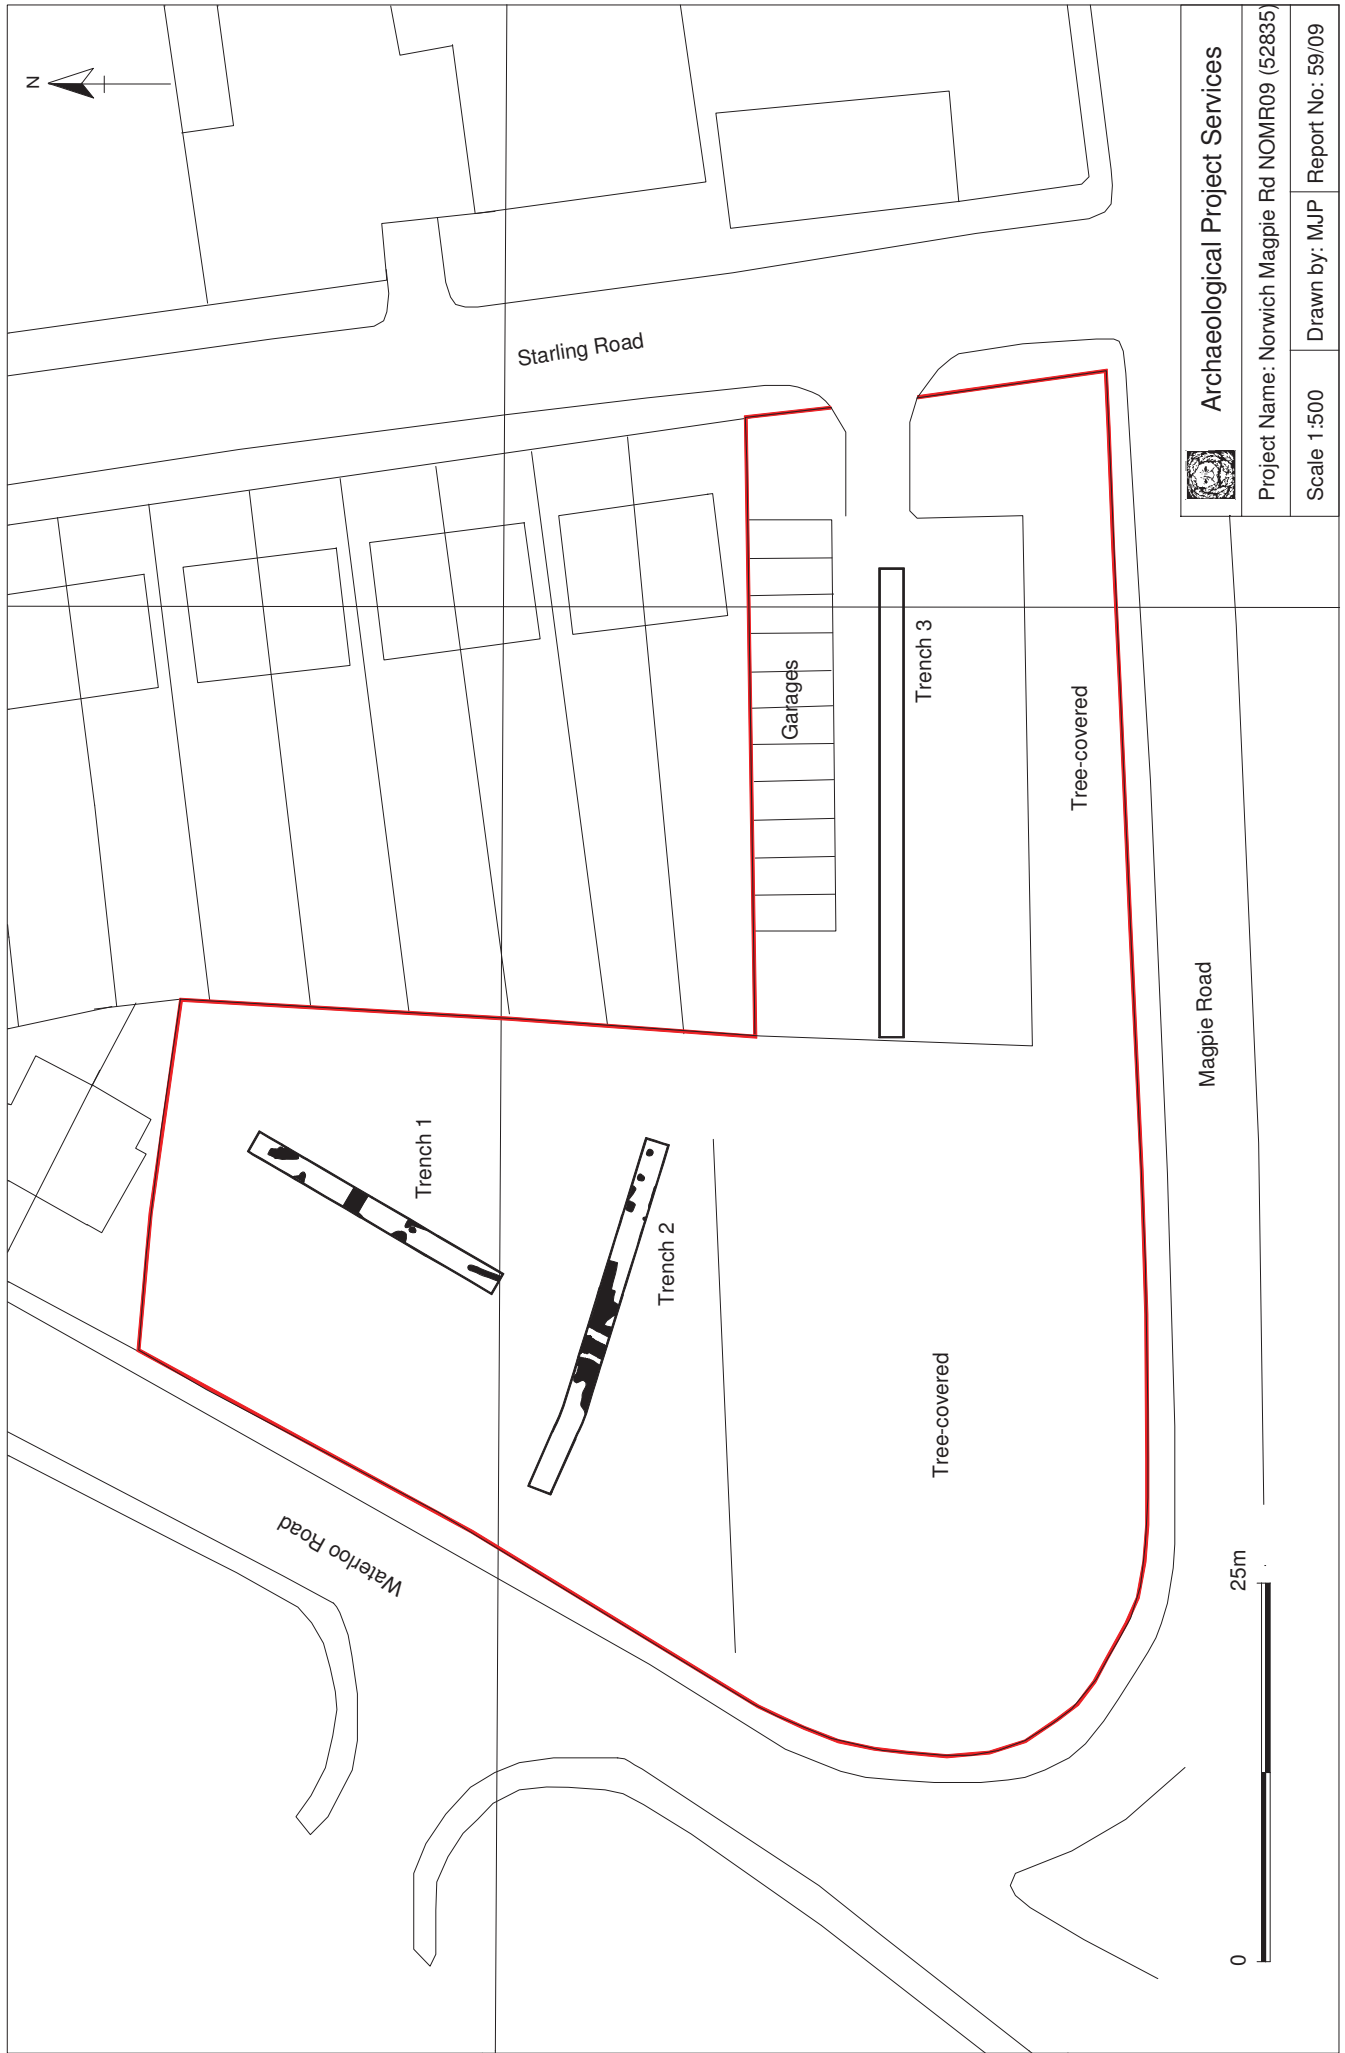 N
Starling Road
Garages
Trench 3
Tree-covered
Trench 1
Trench 2
Tree-covered
Waterloo Road
Magpie Road
0
25m
Archaeological Project Services
Project Name: Norwich Magpie Rd NOMR09 (52835)
Scale 1:500
Drawn by: MJP
Report No: 59/09